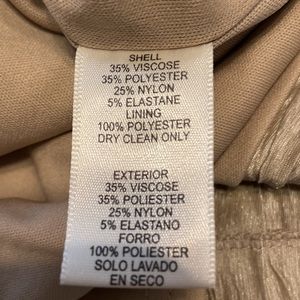 SHELL
35% VISCOSE
35% POLYESTER
25% NYLON
5% ELASTANE
LINING
100% POLYESTER
DRY CLEAN ONLY
EXTERIOR
35% VISCOSE
35% POLIESTER
25% NYLON
5% ELASTANO
FORRO
100% POLIESTER
SOLO LAVADO
EN SECO